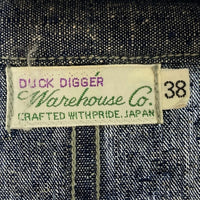 DUCK DIGGER
Warehouse Co.
CRAFTED WITH PRIDE. JAPAN
38